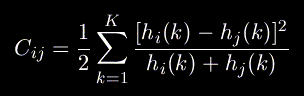 C_{ij} = \frac{1}{2} \sum_{k=1}^{K} \frac{[h_i(k) - h_j(k)]^2}{h_i(k) + h_j(k)}